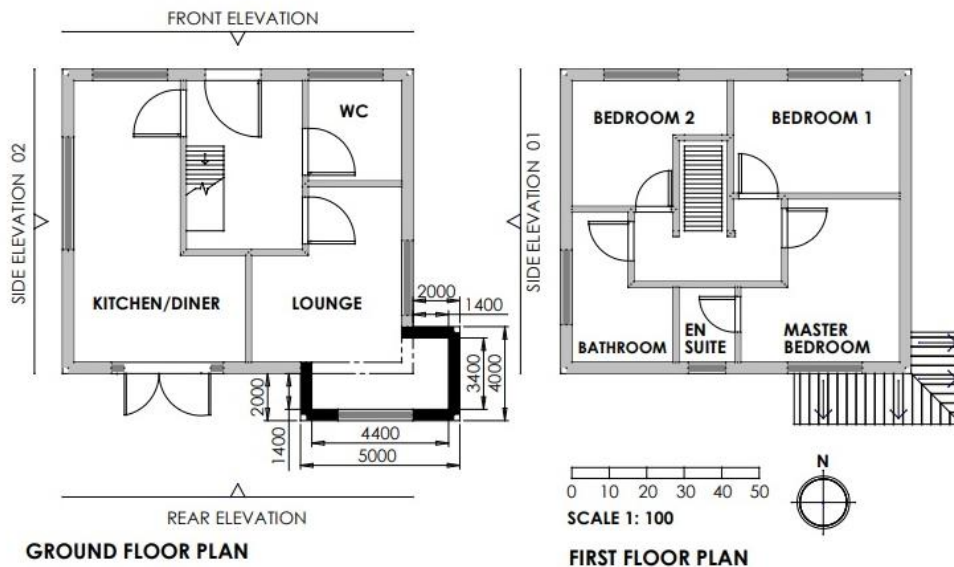 FRONT ELEVATION
SIDE ELEVATION 02
WC
KITCHEN/DINER
LOUNGE
2000
1400
3400
4000
2000
1400
4400
5000
REAR ELEVATION
GROUND FLOOR PLAN
SIDE ELEVATION 01
BEDROOM 2
BEDROOM 1
BATHROOM
EN
SUITE
MASTER
BEDROOM
N
0 10 20 30 40 50
SCALE 1: 100
FIRST FLOOR PLAN